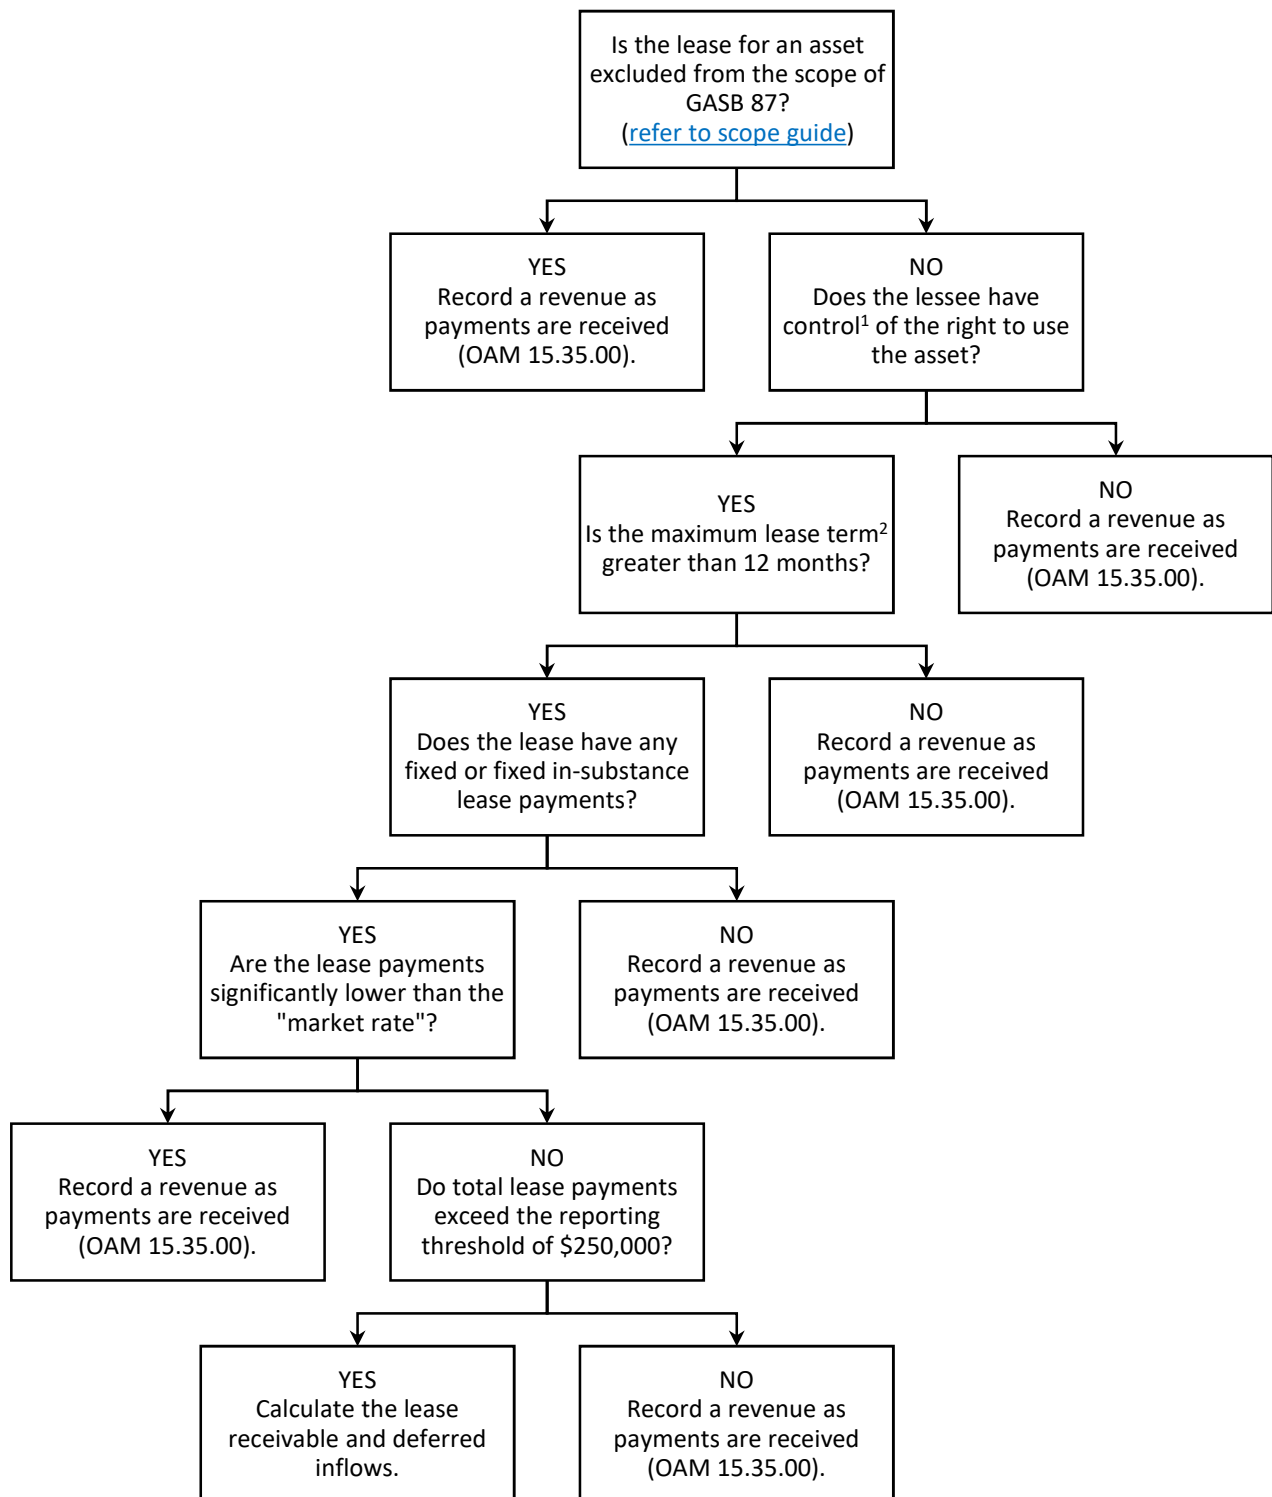 Is the lease for an asset
excluded from the scope of
GASB 87?
(refer to scope guide)
YES
Record a revenue as
payments are received
(OAM 15.35.00).
NO
Does the lessee have
control¹ of the right to use
the asset?
YES
Is the maximum lease term²
greater than 12 months?
NO
Record a revenue as
payments are received
(OAM 15.35.00).
YES
Does the lease have any
fixed or fixed in-substance
lease payments?
NO
Record a revenue as
payments are received
(OAM 15.35.00).
YES
Are the lease payments
significantly lower than the
"market rate"?
NO
Record a revenue as
payments are received
(OAM 15.35.00).
YES
Record a revenue as
payments are received
(OAM 15.35.00).
NO
Do total lease payments
exceed the reporting
threshold of $250,000?
YES
Calculate the lease
receivable and deferred
inflows.
NO
Record a revenue as
payments are received
(OAM 15.35.00).